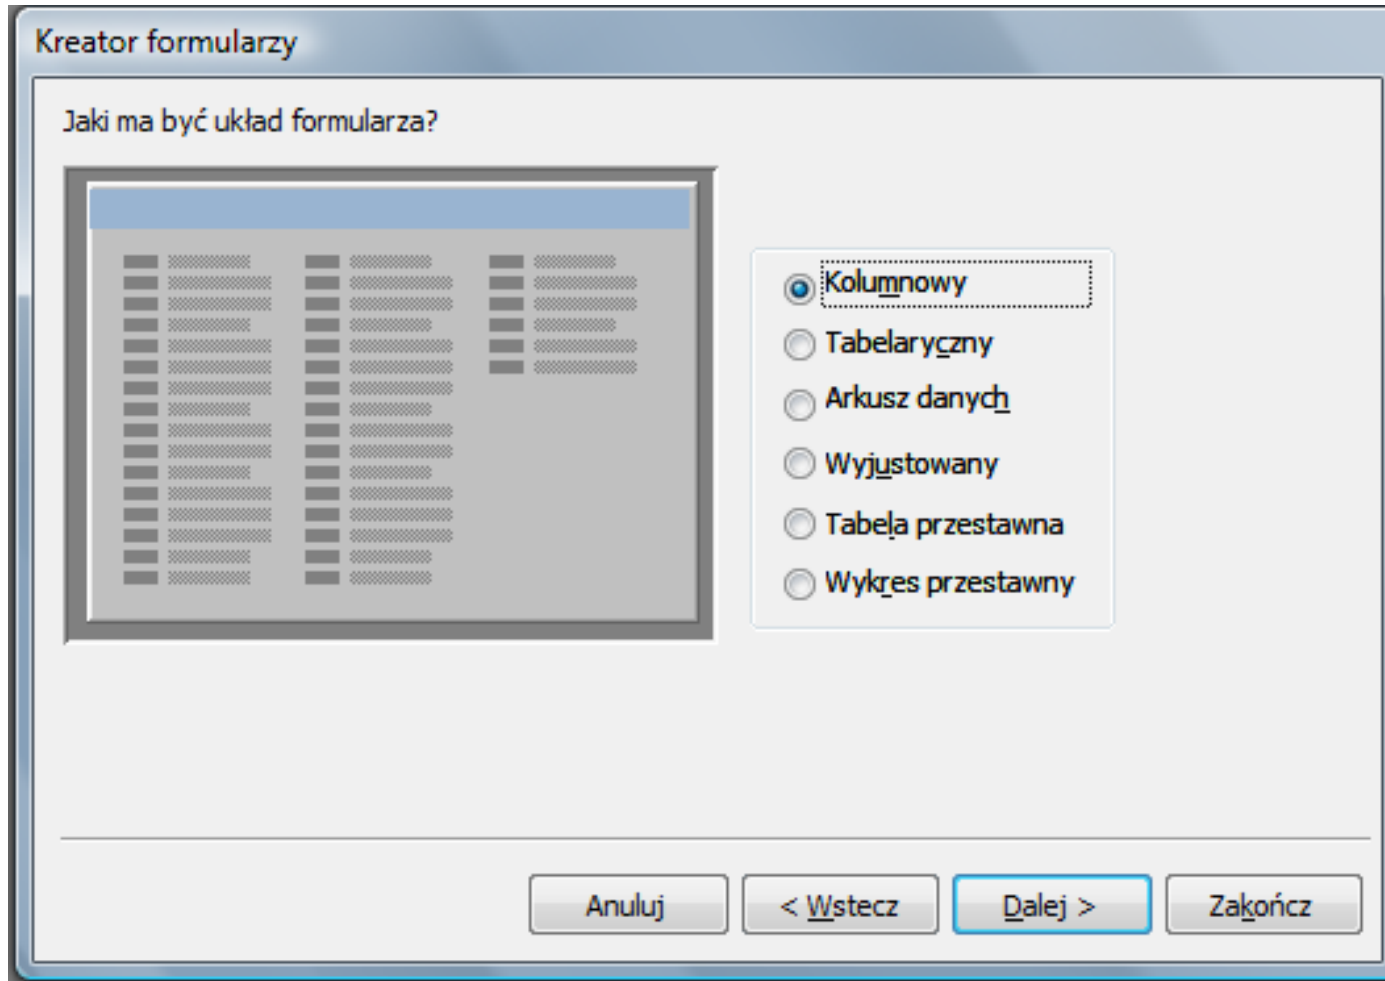 Kreator formularzy
Jaki ma być układ formularza?
Kolumnowy
Tabelaryczny
Arkusz danych
Wyjustowany
Tabela przestawna
Wykres przestawny
Anuluj
< Wstecz
Dalej >
Zakończ